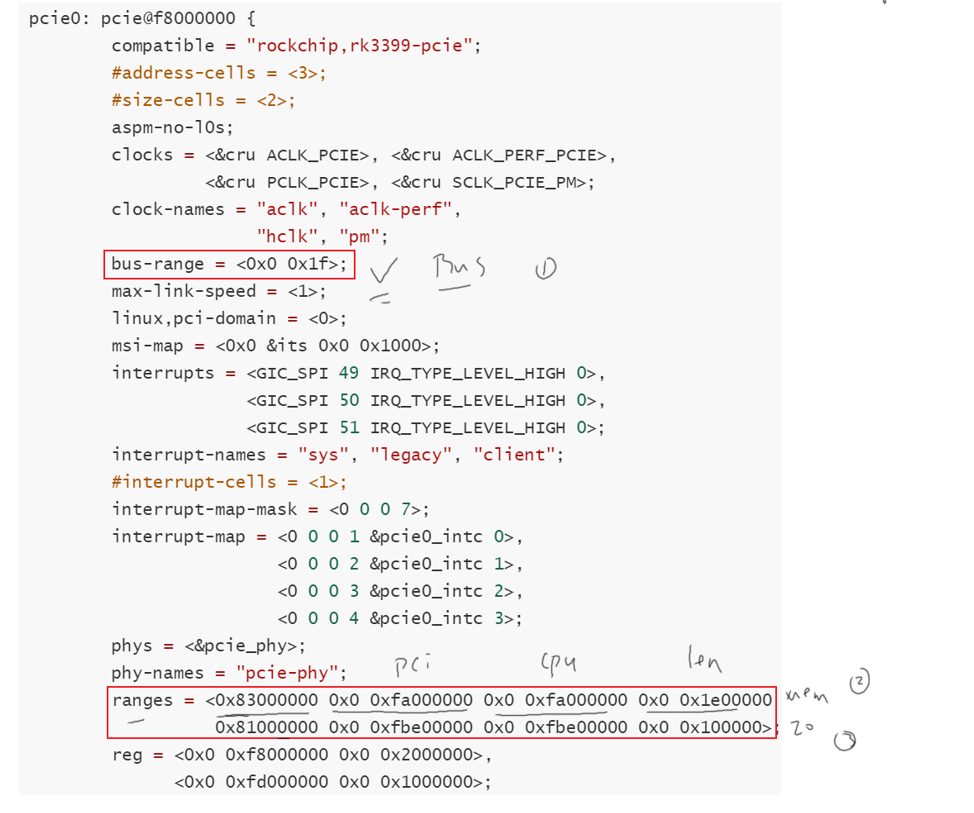 pcie0: pcie@f8000000 {
compatible = "rockchip,rk3399-pcie";
#address-cells = <3>;
#size-cells = <2>;
aspm-no-l0s;
clocks = <&cru ACLK_PCIE>, <&cru ACLK_PERF_PCIE>,
<&cru PCLK_PCIE>, <&cru SCLK_PCIE_PM>;
clock-names = "aclk", "aclk-perf",
"hclk", "pm";
bus-range = <0x0 0x1f>; Bus ①
max-link-speed = <1>;
linux,pci-domain = <0>;
msi-map = <0x0 &its 0x0 0x1000>;
interrupts = <GIC_SPI 49 IRQ_TYPE_LEVEL_HIGH 0>,
<GIC_SPI 50 IRQ_TYPE_LEVEL_HIGH 0>,
<GIC_SPI 51 IRQ_TYPE_LEVEL_HIGH 0>;
interrupt-names = "sys", "legacy", "client";
#interrupt-cells = <1>;
interrupt-map-mask = <0 0 0 7>;
interrupt-map = <0 0 0 1 &pcie0_intc 0>,
<0 0 0 2 &pcie0_intc 1>,
<0 0 0 3 &pcie0_intc 2>,
<0 0 0 4 &pcie0_intc 3>;
phys = <&pcie_phy>;
pci cpu len
phy-names = "pcie-phy";
ranges = <0x83000000 0x0 0xfa000000 0x0 0xfa000000 0x0 0x1e00000 mem ②
0x81000000 0x0 0xfbe00000 0x0 0xfbe00000 0x0 0x100000>; IO ③
reg = <0x0 0xf8000000 0x0 0x2000000>,
<0x0 0xfd000000 0x0 0x1000000>;